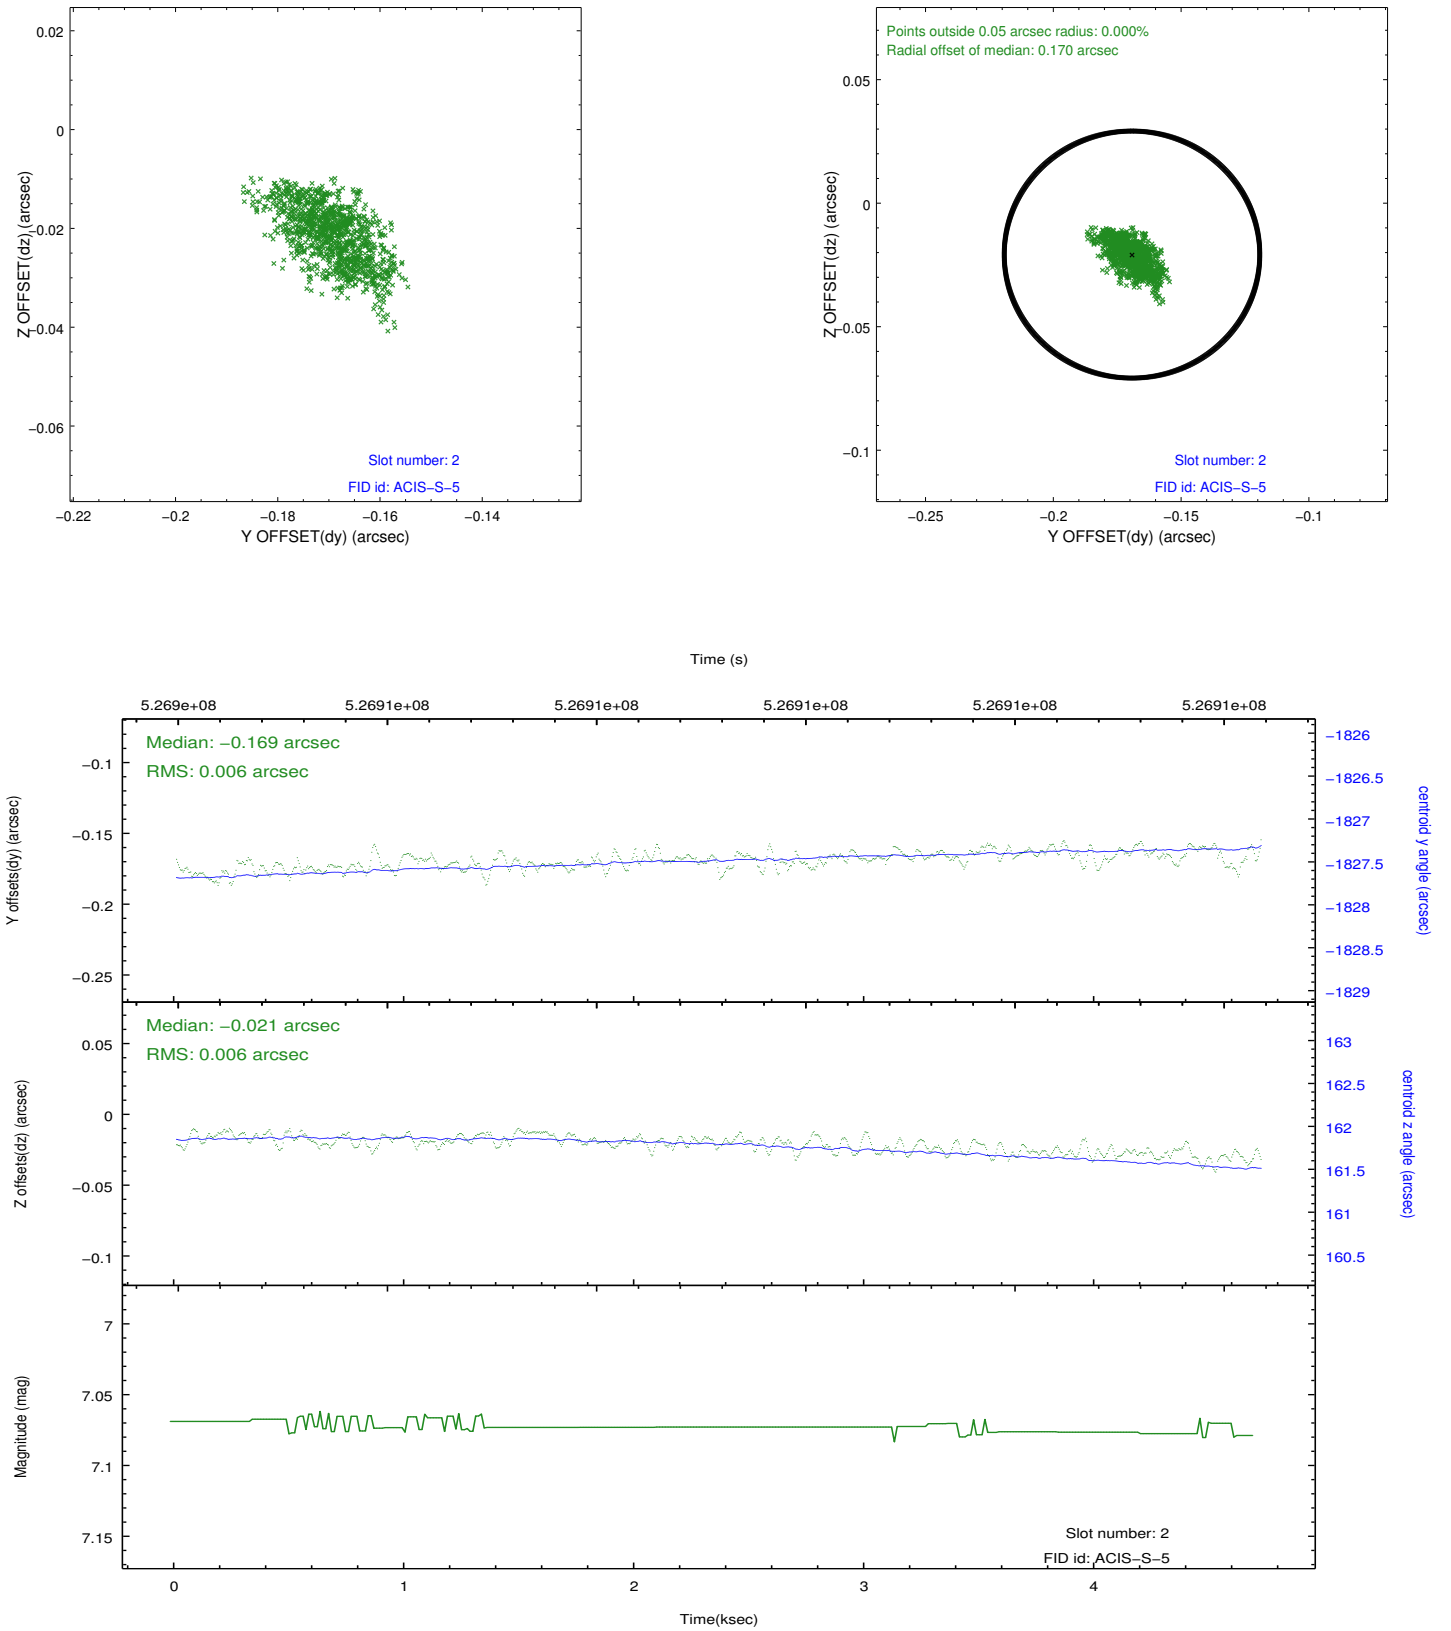 0.02
0
−0.02
−0.04
−0.06
Z OFFSET(dz) (arcsec)
Slot number: 2
FID id: ACIS−S−5
−0.22
−0.2
−0.18
−0.16
−0.14
Y OFFSET(dy) (arcsec)
Points outside 0.05 arcsec radius: 0.000%
Radial offset of median: 0.170 arcsec
0.05
0
−0.05
−0.1
Z OFFSET(dz) (arcsec)
Slot number: 2
FID id: ACIS−S−5
−0.25
−0.2
−0.15
−0.1
Y OFFSET(dy) (arcsec)
Time (s)
5.269e+08
5.2691e+08
5.2691e+08
5.2691e+08
5.2691e+08
5.2691e+08
Median: −0.169 arcsec
RMS: 0.006 arcsec
−0.1
−0.15
−0.2
−0.25
Y offsets(dy) (arcsec)
−1826
−1826.5
−1827
−1827.5
−1828
−1828.5
−1829
centroid y angle (arcsec)
Median: −0.021 arcsec
RMS: 0.006 arcsec
0.05
0
−0.05
−0.1
Z offsets(dz) (arcsec)
163
162.5
162
161.5
161
160.5
centroid z angle (arcsec)
7
7.05
7.1
7.15
Magnitude (mag)
Slot number: 2
FID id: ACIS−S−5
0
1
2
3
4
Time(ksec)